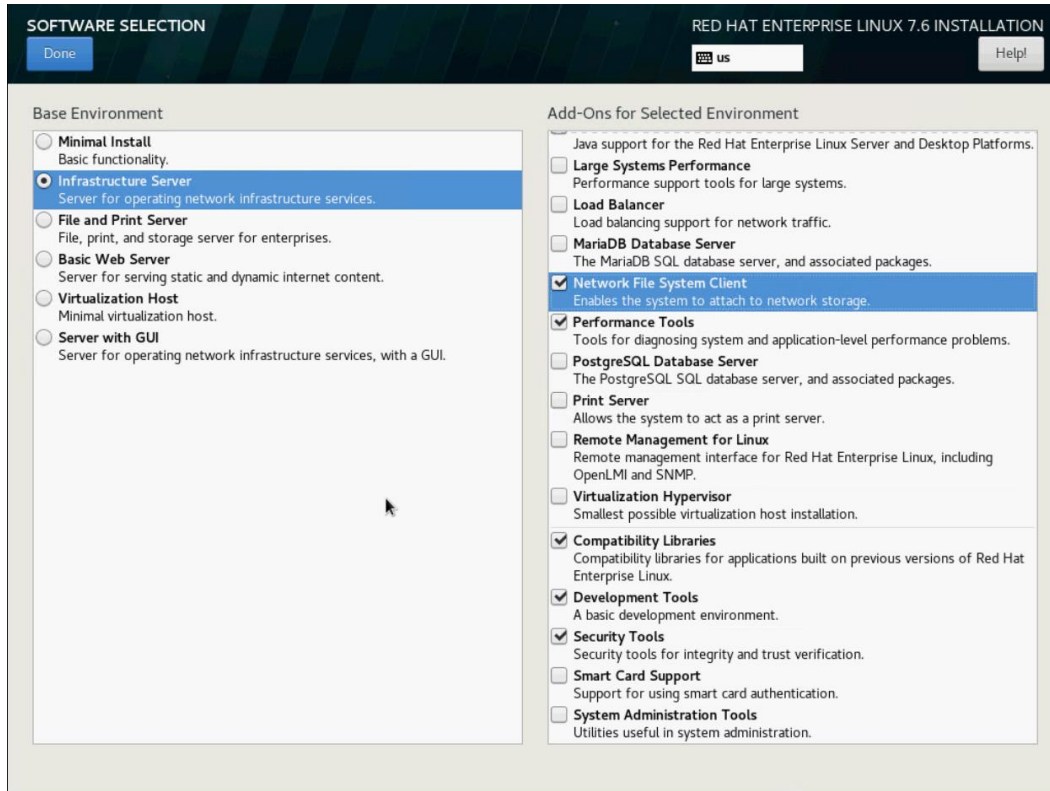 SOFTWARE SELECTION
RED HAT ENTERPRISE LINUX 7.6 INSTALLATION
Done
us
Help!
Base Environment
Minimal Install
Basic functionality.
Infrastructure Server
Server for operating network infrastructure services.
File and Print Server
File, print, and storage server for enterprises.
Basic Web Server
Server for serving static and dynamic internet content.
Virtualization Host
Minimal virtualization host.
Server with GUI
Server for operating network infrastructure services, with a GUI.
Add-Ons for Selected Environment
Java support for the Red Hat Enterprise Linux Server and Desktop Platforms.
Large Systems Performance
Performance support tools for large systems.
Load Balancer
Load balancing support for network traffic.
MariaDB Database Server
The MariaDB SQL database server, and associated packages.
Network File System Client
Enables the system to attach to network storage.
Performance Tools
Tools for diagnosing system and application-level performance problems.
PostgreSQL Database Server
The PostgreSQL SQL database server, and associated packages.
Print Server
Allows the system to act as a print server.
Remote Management for Linux
Remote management interface for Red Hat Enterprise Linux, including
OpenLMI and SNMP.
Virtualization Hypervisor
Smallest possible virtualization host installation.
Compatibility Libraries
Compatibility libraries for applications built on previous versions of Red Hat
Enterprise Linux.
Development Tools
A basic development environment.
Security Tools
Security tools for integrity and trust verification.
Smart Card Support
Support for using smart card authentication.
System Administration Tools
Utilities useful in system administration.